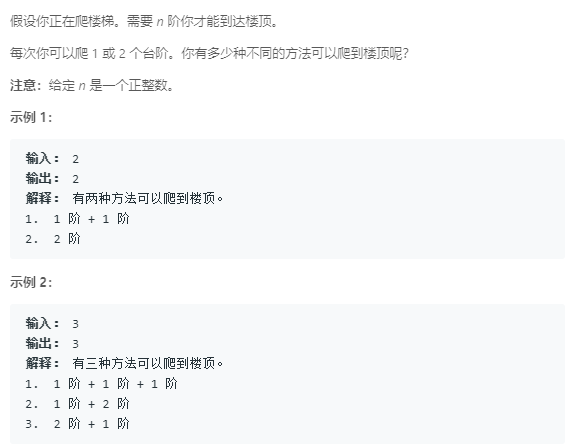 假设你正在爬楼梯。需要 n 阶你才能到达楼顶。
每次你可以爬 1 或 2 个台阶。你有多少种不同的方法可以爬到楼顶呢？
注意：给定 n 是一个正整数。
示例 1：
输入： 2
输出： 2
解释： 有两种方法可以爬到楼顶。
1. 1 阶 + 1 阶
2. 2 阶
示例 2：
输入： 3
输出： 3
解释： 有三种方法可以爬到楼顶。
1. 1 阶 + 1 阶 + 1 阶
2. 1 阶 + 2 阶
3. 2 阶 + 1 阶